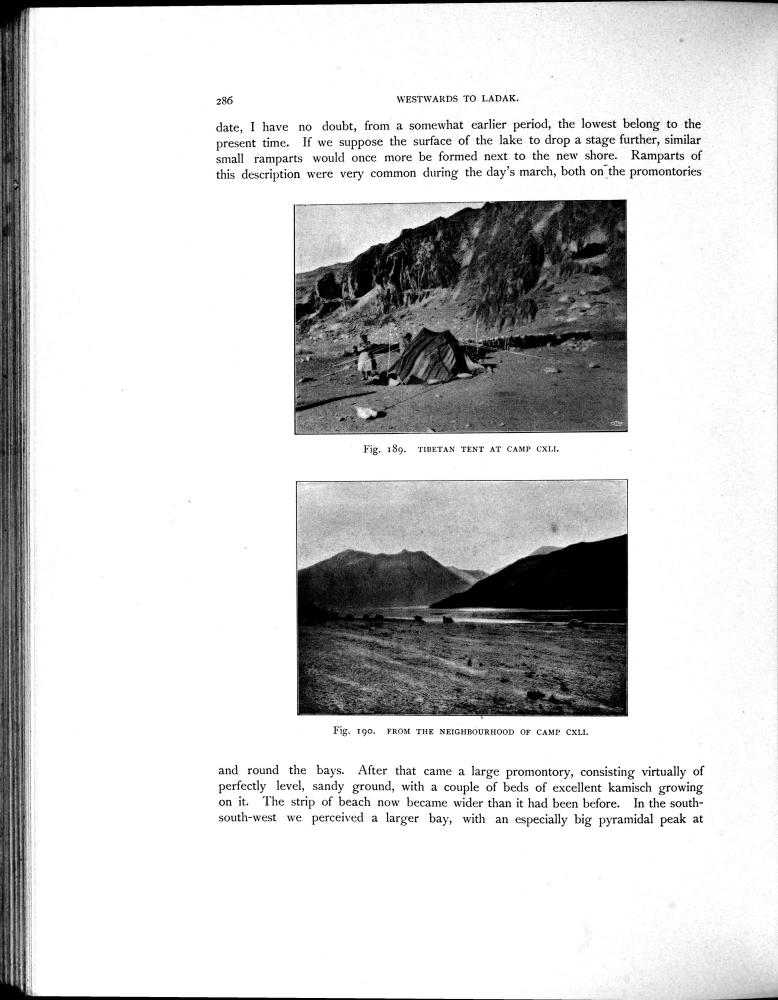 286
WESTWARDS TO LADAK.
date, I have no doubt, from a somewhat earlier period, the lowest belong to the
present time. If we suppose the surface of the lake to drop a stage further, similar
small ramparts would once more be formed next to the new shore. Ramparts of
this description were very common during the day's march, both on the promontories
Fig. 189. TIBETAN TENT AT CAMP CXLI.
Fig. 190. FROM THE NEIGHBOURHOOD OF CAMP CXLI.
and round the bays. After that came a large promontory, consisting virtually of
perfectly level, sandy ground, with a couple of beds of excellent kamisch growing
on it. The strip of beach now became wider than it had been before. In the south-
south-west we perceived a larger bay, with an especially big pyramidal peak at